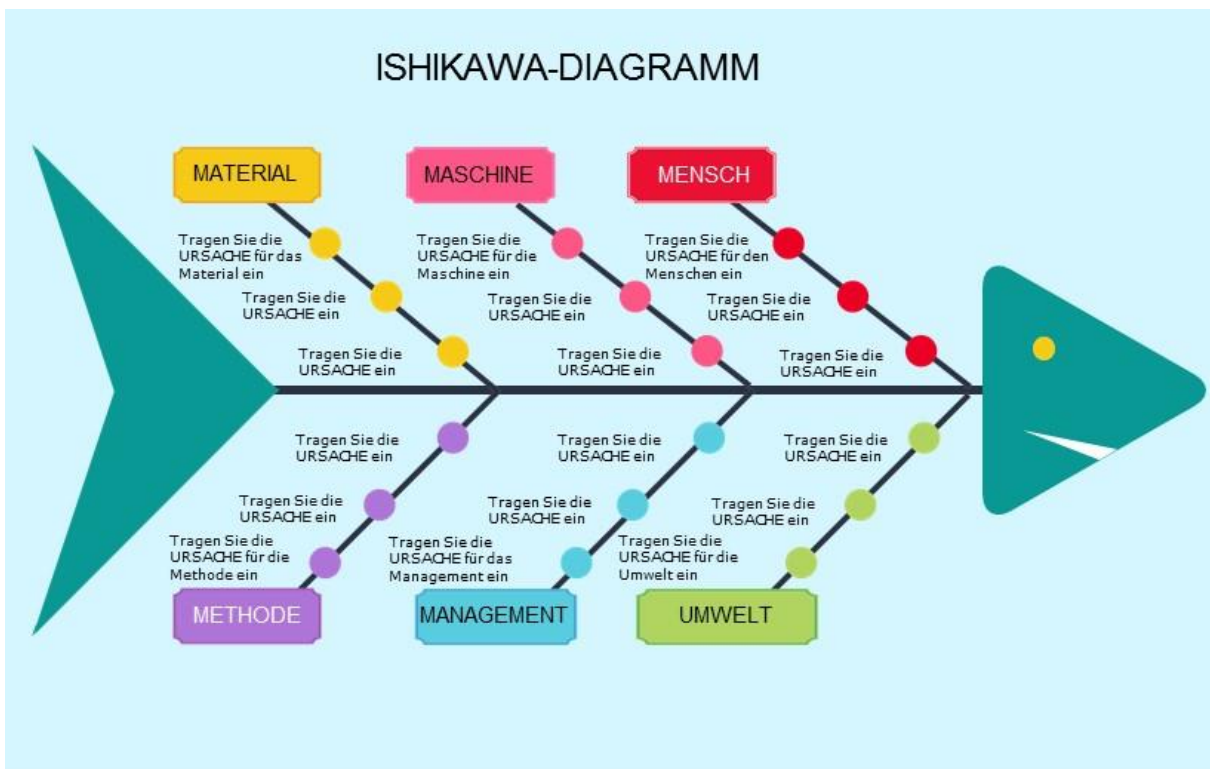 ISHIKAWA-DIAGRAMM
MATERIAL
MASCHINE
MENSCH
Tragen Sie die
URSACHE für das
Material ein
Tragen Sie die
URSACHE ein
Tragen Sie die
URSACHE ein
Tragen Sie die
URSACHE für die
Maschine ein
Tragen Sie die
URSACHE ein
Tragen Sie die
URSACHE ein
Tragen Sie die
URSACHE für den
Menschen ein
Tragen Sie die
URSACHE ein
Tragen Sie die
URSACHE ein
Tragen Sie die
URSACHE ein
Tragen Sie die
URSACHE ein
Tragen Sie die
URSACHE für die
Methode ein
Tragen Sie die
URSACHE ein
Tragen Sie die
URSACHE ein
Tragen Sie die
URSACHE für das
Management ein
Tragen Sie die
URSACHE ein
Tragen Sie die
URSACHE ein
Tragen Sie die
URSACHE für die
Umwelt ein
METHODE
MANAGEMENT
UMWELT